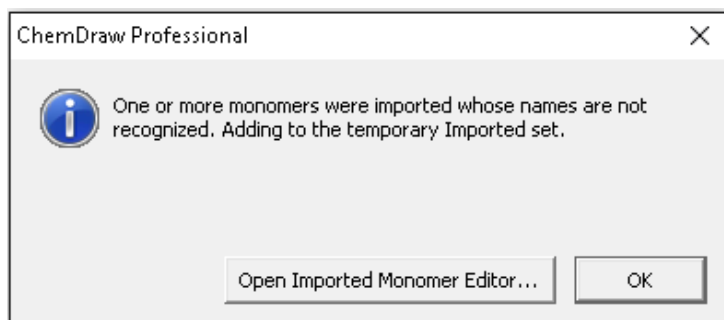 ChemDraw Professional
One or more monomers were imported whose names are not
recognized. Adding to the temporary Imported set.
Open Imported Monomer Editor...
OK